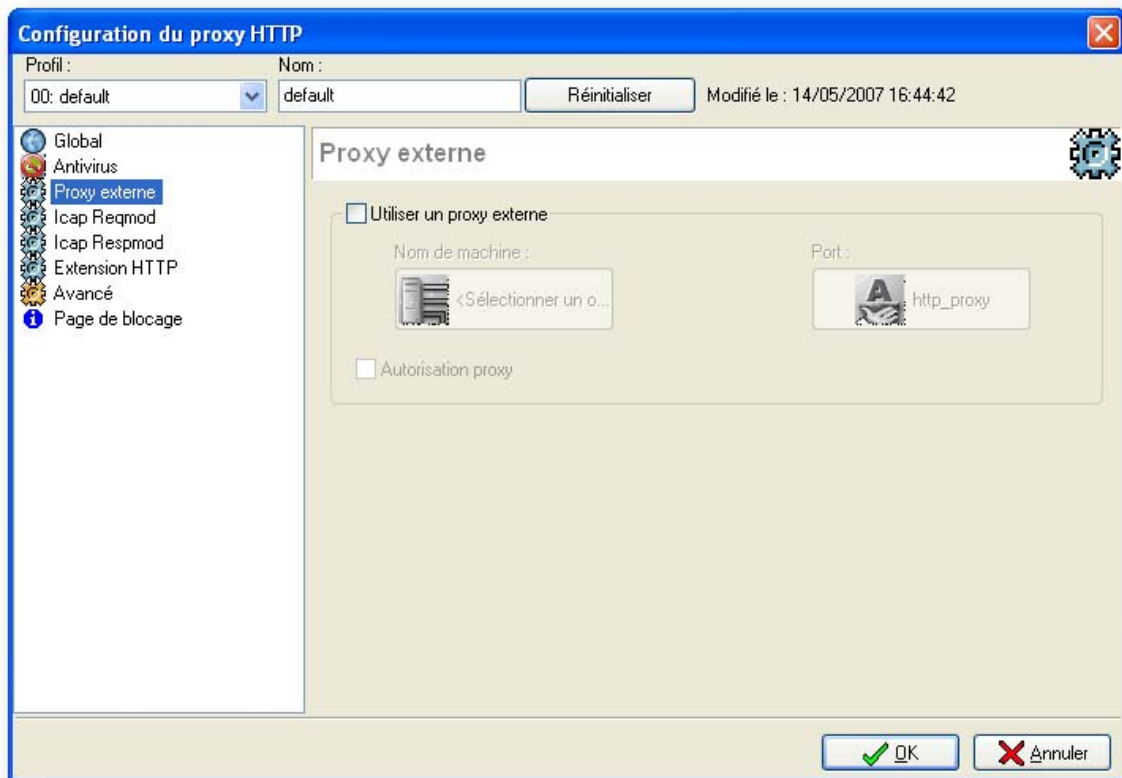 Configuration du proxy HTTP
Profil :
Nom :
00: default
default
Réinitialiser
Modifié le : 14/05/2007 16:44:42
Global
Antivirus
Proxy externe
Icap Reqmod
Icap Respmod
Extension HTTP
Avancé
Page de blocage
Proxy externe
Utiliser un proxy externe
Nom de machine :
Port :
<Sélectionner un o...
A
http_proxy
Autorisation proxy
OK
Annuler